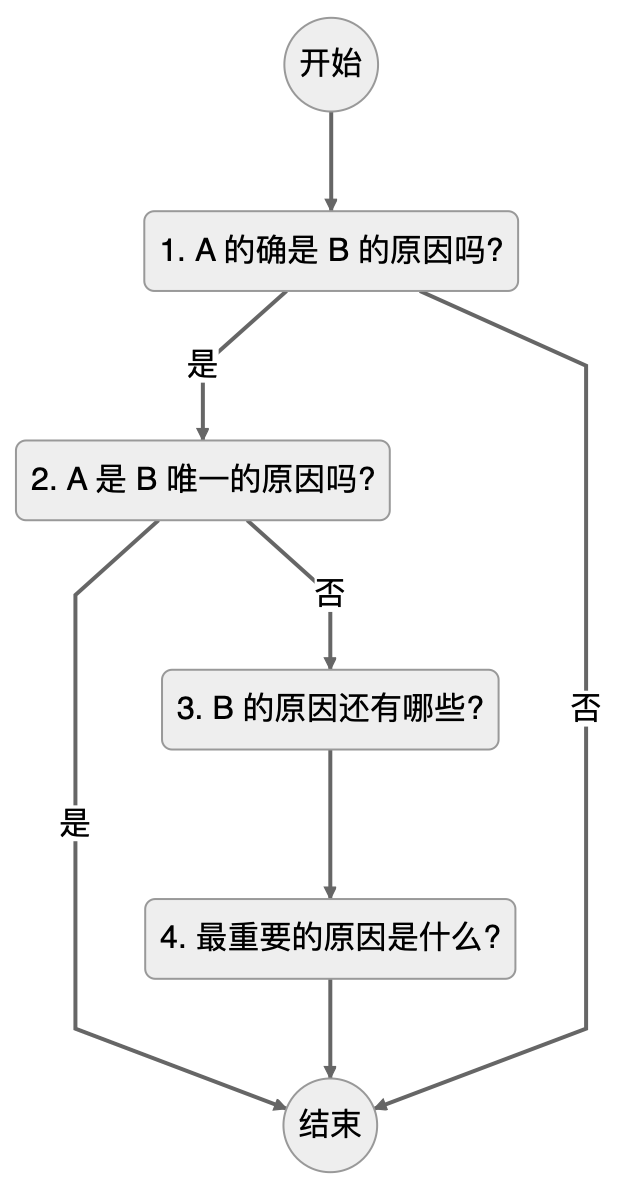 开始
1. A 的确是 B 的原因吗?
是
2. A 是 B 唯一的原因吗?
否
3. B 的原因还有哪些?
否
是
4. 最重要的原因是什么?
结束